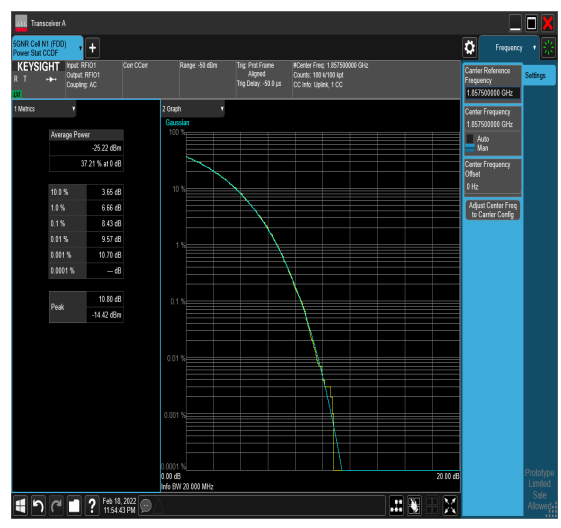 Transceiver A
5GNR Cell N1 (FDD)
Power Stat CCDF
Frequency
KEYSIGHT
R T
Input: RFIO1
Output: RFIO1
Coupling: AC
Corr CCorr
Range: -50 dBm
Trig: Prot Frame
Aligned
Trig Delay: -50.0 µs
#Center Freq: 1.857500000 GHz
Counts: 100 k/100 kpt
CC Info: Uplink, 1 CC
1 Metrics
Average Power
-25.22 dBm
37.21 % at 0 dB
10.0 % 3.65 dB
1.0 % 6.66 dB
0.1 % 8.43 dB
0.01 % 9.57 dB
0.001 % 10.70 dB
0.0001 % --- dB
Peak
10.80 dB
-14.42 dBm
2 Graph
Gaussian
100 %
10 %
1 %
0.1 %
0.01 %
0.001 %
0.0001 %
0.00 dB 20.00 dB
Info BW 20.000 MHz
Carrier Reference
Frequency
1.857500000 GHz
Settings
Center Frequency
1.857500000 GHz
Auto
Man
Center Frequency
Offset
0 Hz
Adjust Center Freq
to Carrier Config
Prototype
Limited
Sale
Allowed
Feb 18, 2022
11:54:43 PM